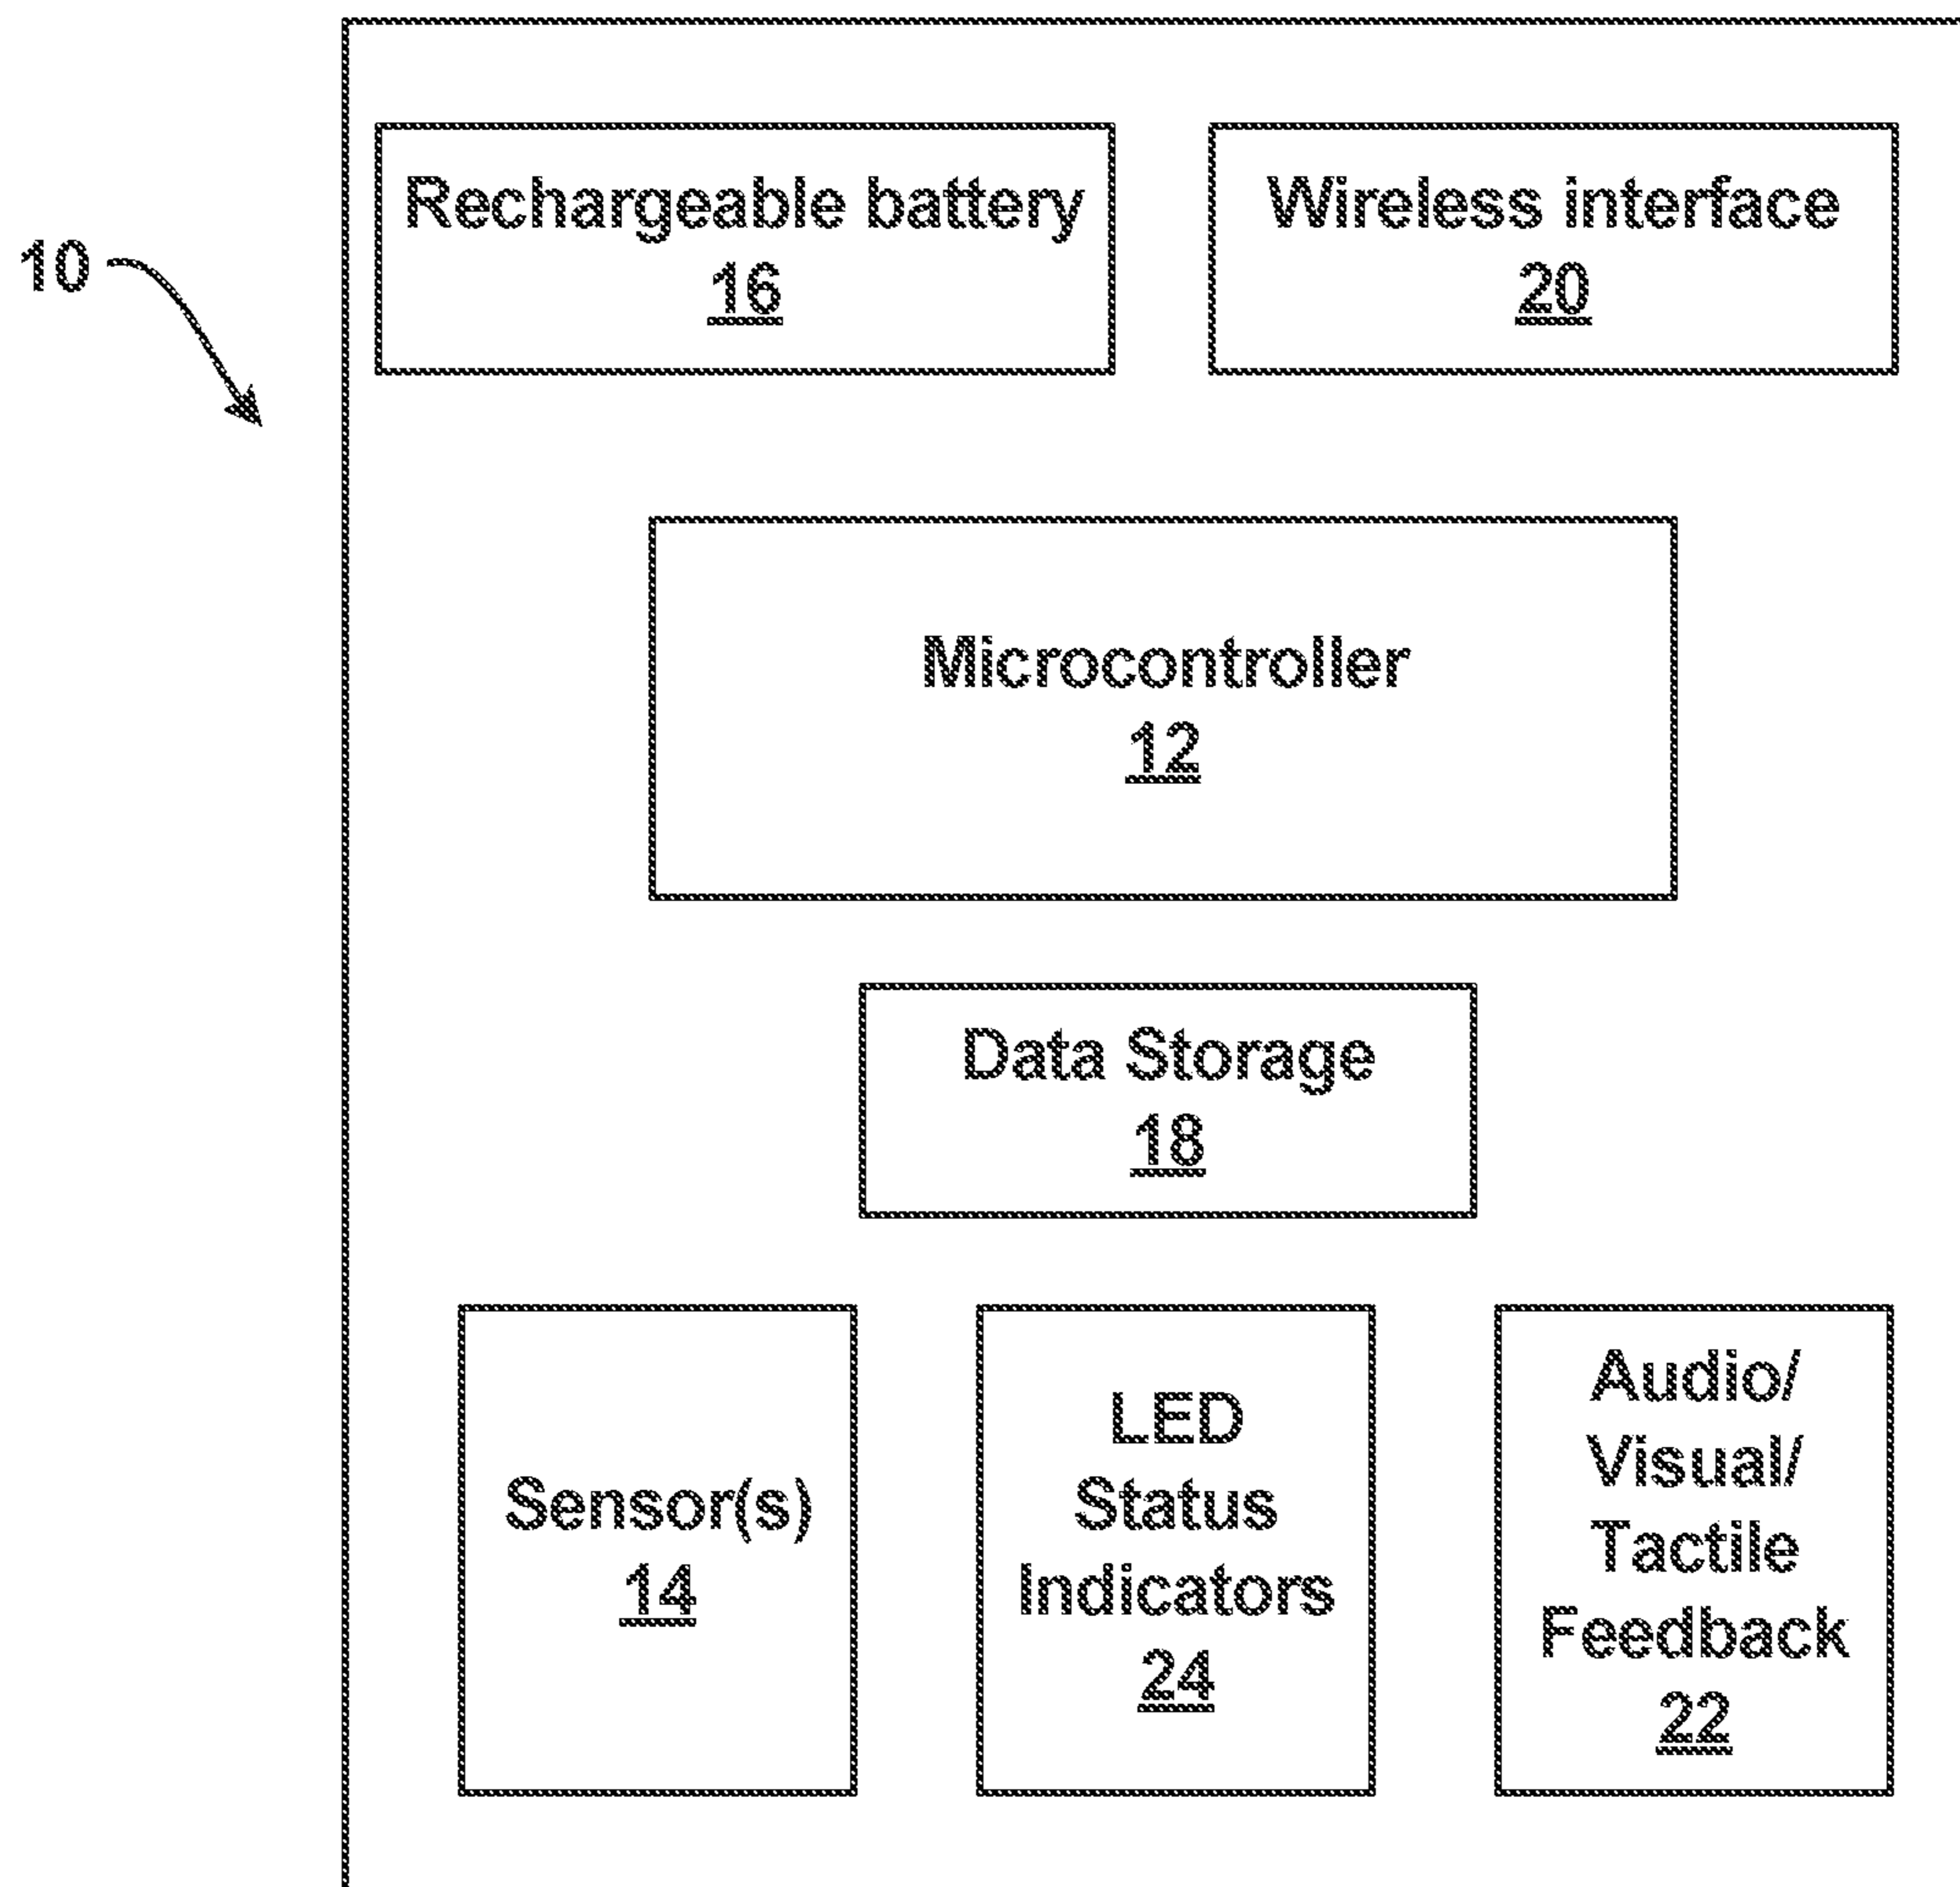 10
Rechargeable battery
16
Wireless interface
20
Microcontroller
12
Data Storage
18
Sensor(s)
14
LED
Status
Indicators
24
Audio/
Visual/
Tactile
Feedback
22